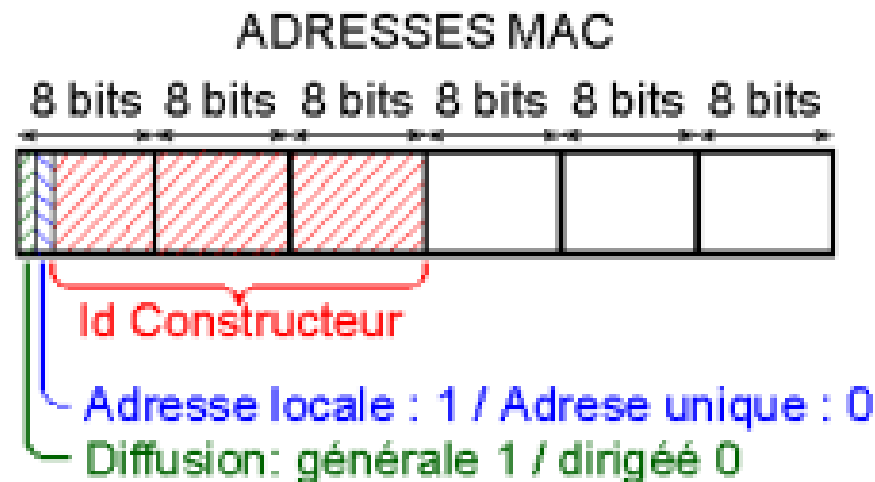 ADRESSES MAC
8 bits 8 bits 8 bits 8 bits 8 bits 8 bits
Id Constructeur
Adresse locale : 1 / Adrese unique : 0
Diffusion: générale 1 / dirigéé 0